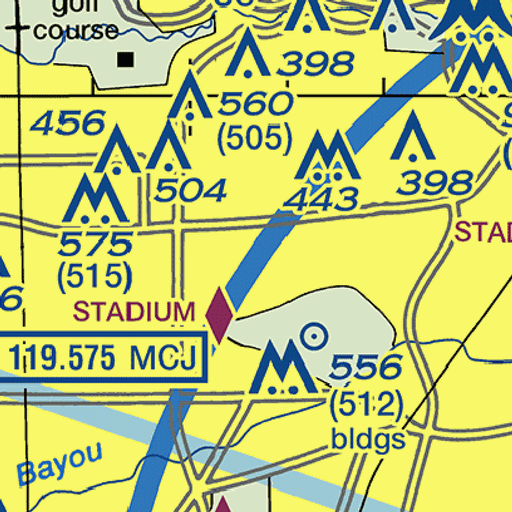 golf
course
398
560
(505)
456
504
443
398
575
(515)
STAD
6
STADIUM
119.575 MCJ
556
(512)
bldgs
Bayou